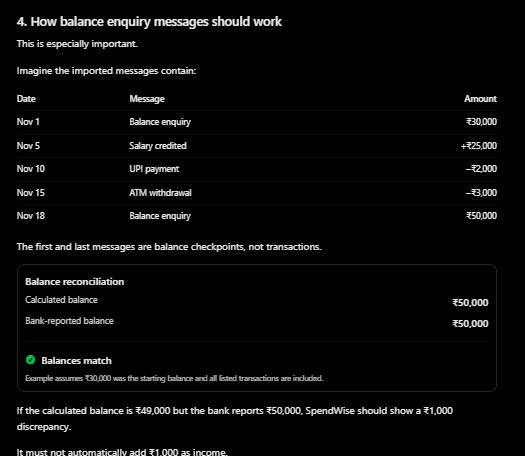 4. How balance enquiry messages should work
This is especially important.
Imagine the imported messages contain:
Date Message Amount
Nov 1 Balance enquiry ₹30,000
Nov 5 Salary credited +₹25,000
Nov 10 UPI payment −₹2,000
Nov 15 ATM withdrawal −₹3,000
Nov 18 Balance enquiry ₹50,000
The first and last messages are balance checkpoints, not transactions.
Balance reconciliation
Calculated balance ₹50,000
Bank-reported balance ₹50,000
Balances match
Example assumes ₹30,000 was the starting balance and all listed transactions are included.
If the calculated balance is ₹49,000 but the bank reports ₹50,000, SpendWise should show a ₹1,000
discrepancy.
It must not automatically add ₹1,000 as income.